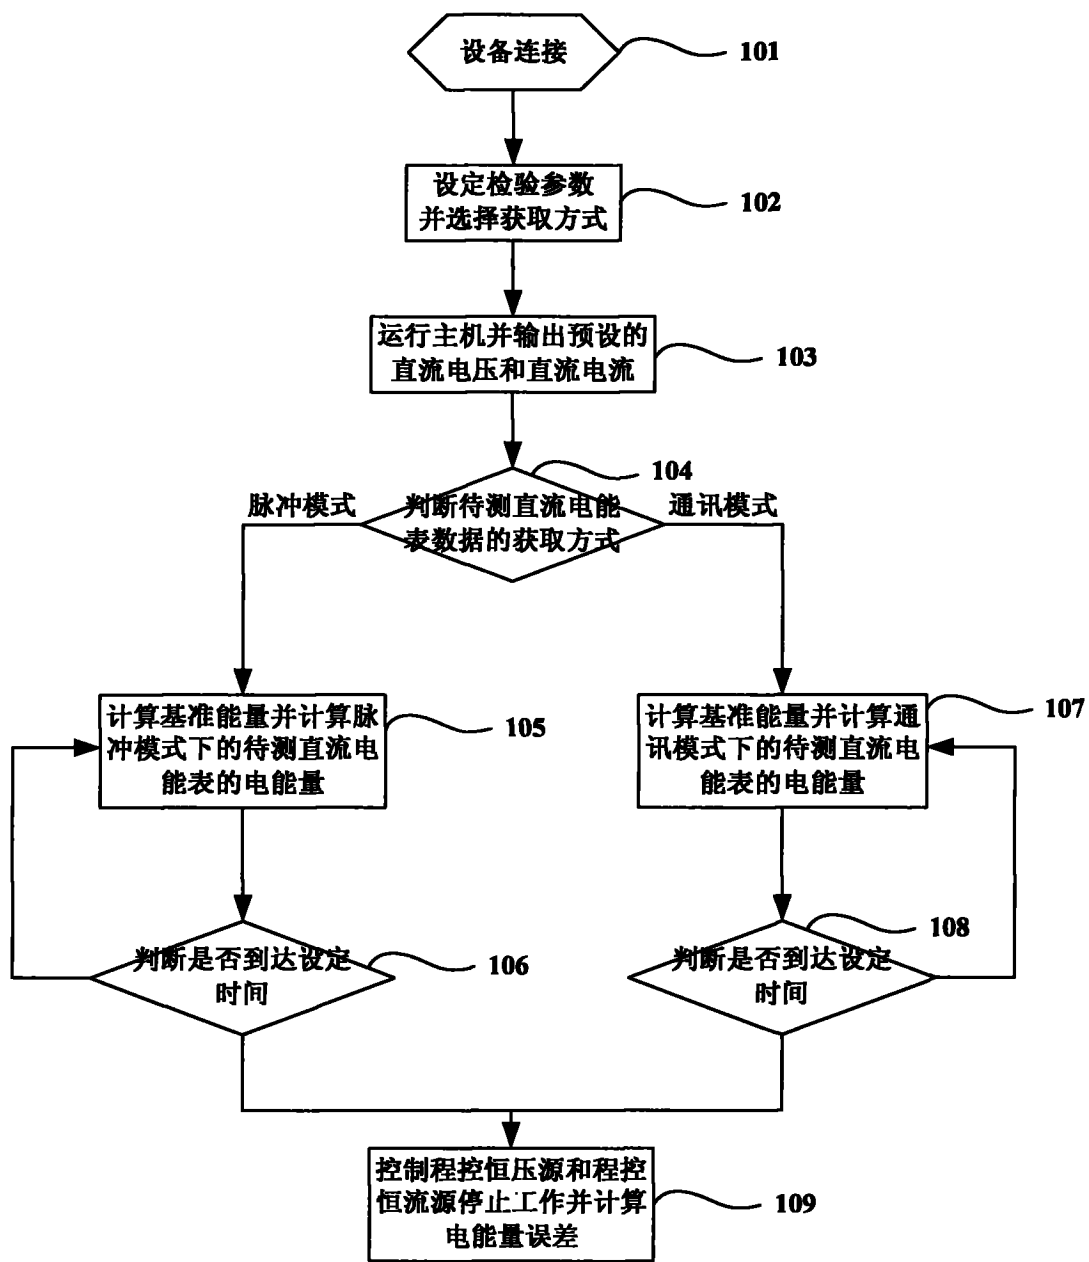 设备连接
101
设定检验参数
并选择获取方式
102
运行主机并输出预设的
直流电压和直流电流
103
104
脉冲模式
判断待测直流电能
表数据的获取方式
通讯模式
计算基准能量并计算脉
冲模式下的待测直流电
能表的电能量
105
计算基准能量并计算通
讯模式下的待测直流电
能表的电能量
107
判断是否到达设定
时间
106
判断是否到达设定
时间
108
控制程控恒压源和程控
恒流源停止工作并计算
电能量误差
109